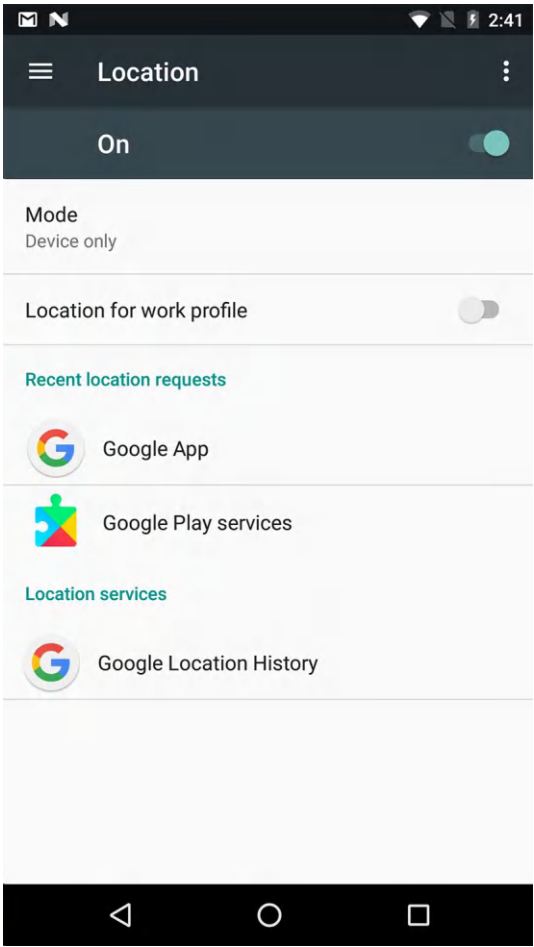 2:41
Location
On
Mode
Device only
Location for work profile
Recent location requests
Google App
Google Play services
Location services
Google Location History